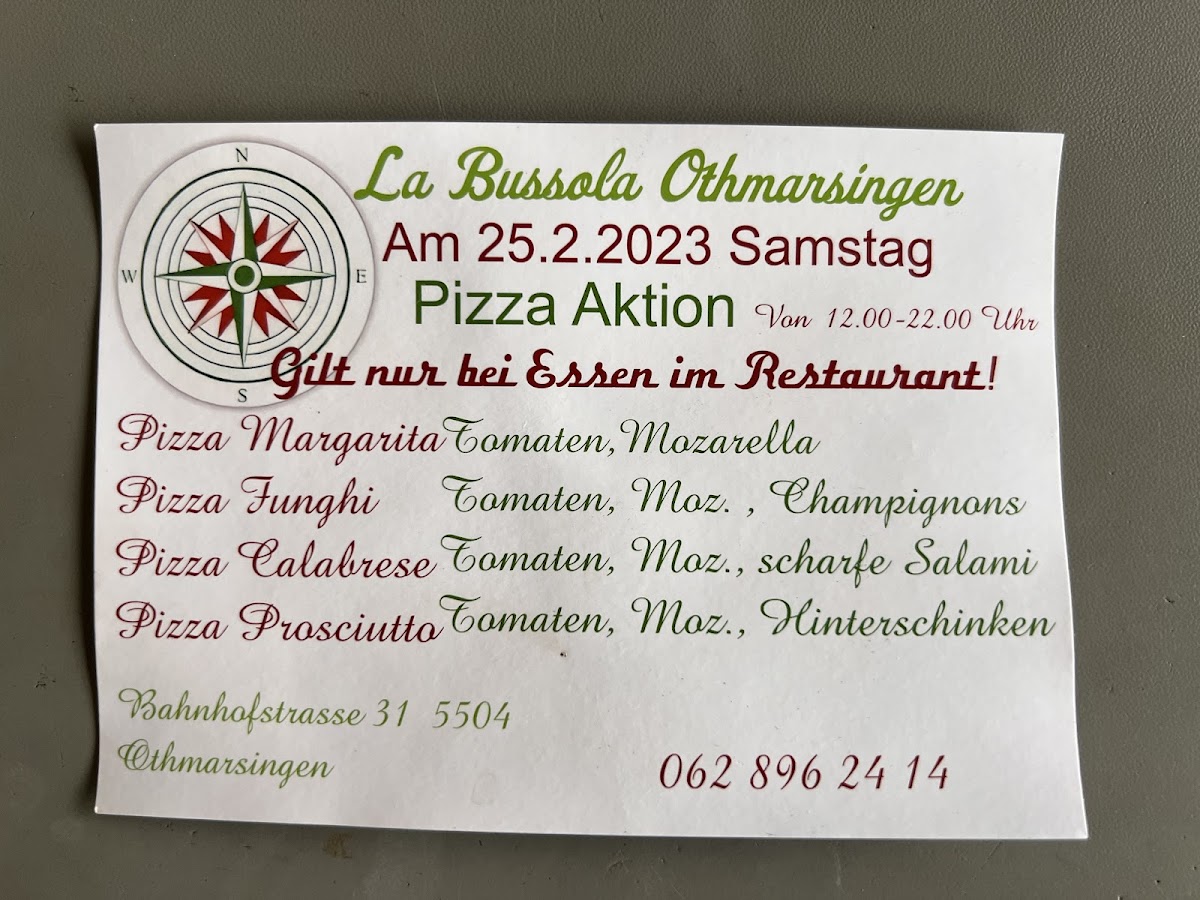 N
W
E
S
La Bussola Othmarsingen
Am 25.2.2023 Samstag
Pizza Aktion Von 12.00-22.00 Uhr
Gilt nur bei Essen im Restaurant!
Pizza Margarita Tomaten, Mozarella
Pizza Funghi Tomaten, Moz. , Champignons
Pizza Calabrese Tomaten, Moz., scharfe Salami
Pizza Prosciutto Tomaten, Moz., Hinterschinken
Bahnhofstrasse 31 5504
Othmarsingen
062 896 24 14